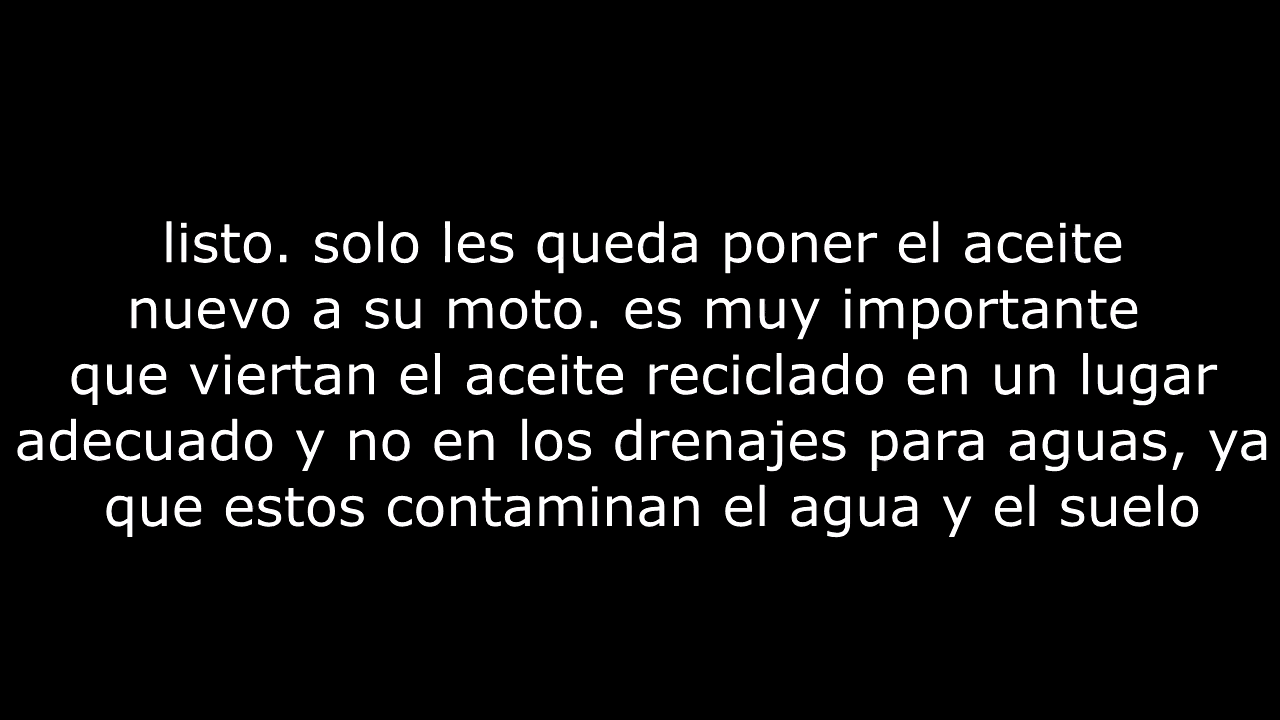 listo. solo les queda poner el aceite
nuevo a su moto. es muy importante
que viertan el aceite reciclado en un lugar
adecuado y no en los drenajes para aguas, ya
que estos contaminan el agua y el suelo